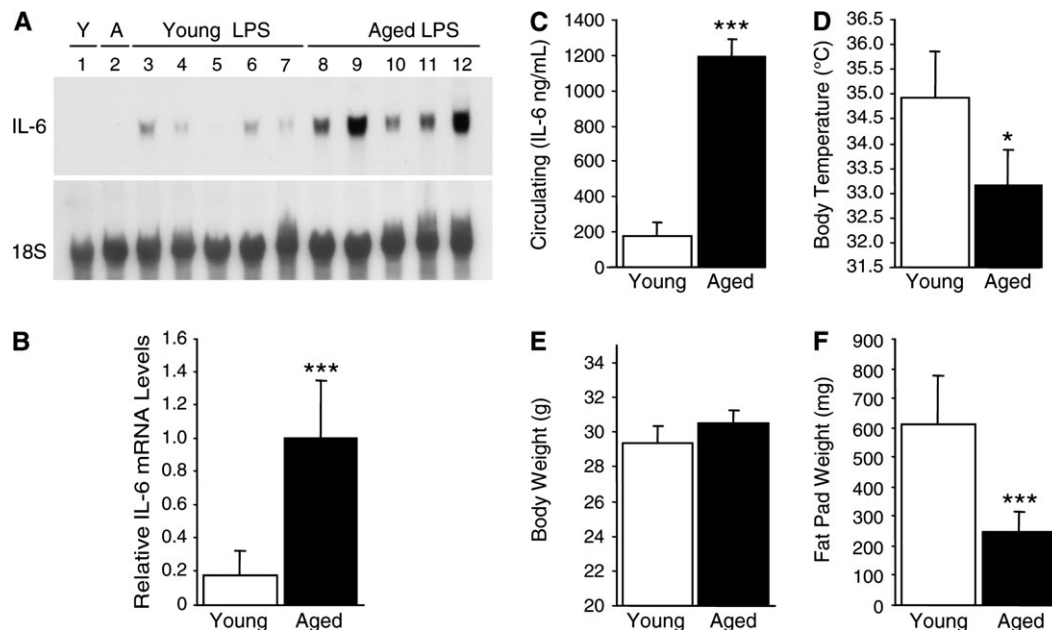 A
Y A Young LPS Aged LPS
1 2 3 4 5 6 7 8 9 10 11 12
IL-6
18S
B
Relative IL-6 mRNA Levels
1.6
1.4
1.2
1.0
0.8
0.6
0.4
0.2
0
***
Young Aged
C
Circulating (IL-6 ng/mL)
1400
1200
1000
800
600
400
200
0
***
Young Aged
D
Body Temperature (°C)
36.5
36.0
35.5
35.0
34.5
34.0
33.5
33.0
32.5
32.0
31.5
*
Young Aged
E
Body Weight (g)
34
32
30
28
26
24
22
20
Young Aged
F
Fat Pad Weight (mg)
900
800
700
600
500
400
300
200
100
0
***
Young Aged